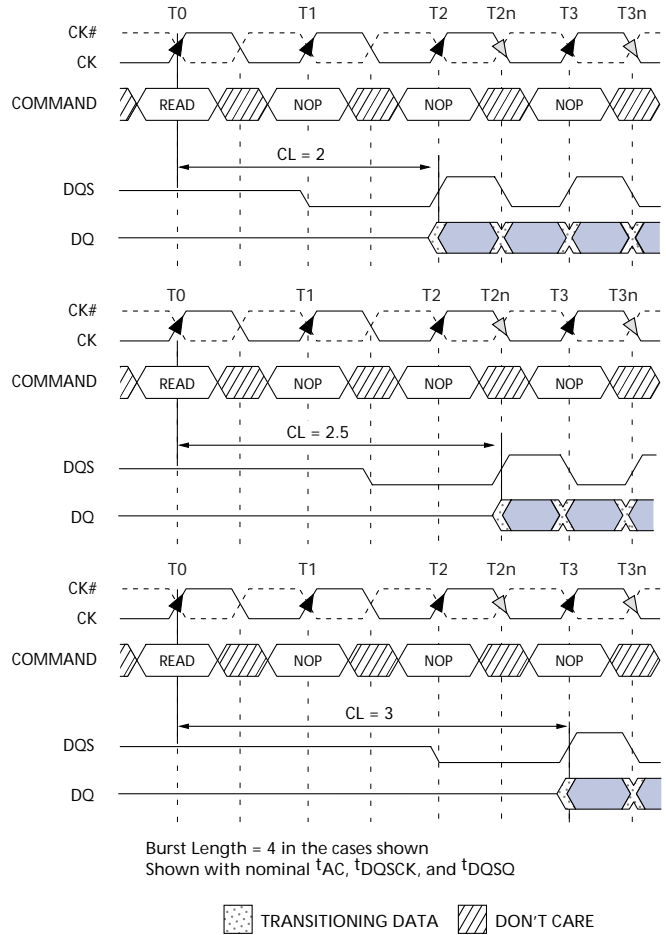 T0 T1 T2 T2n T3 T3n
CK#
CK
COMMAND READ NOP NOP NOP
CL = 2
DQS
DQ
T0 T1 T2 T2n T3 T3n
CK#
CK
COMMAND READ NOP NOP NOP
CL = 2.5
DQS
DQ
T0 T1 T2 T2n T3 T3n
CK#
CK
COMMAND READ NOP NOP NOP
CL = 3
DQS
DQ
Burst Length = 4 in the cases shown
Shown with nominal tAC, tDQSCK, and tDQSQ
TRANSITIONING DATA DON'T CARE